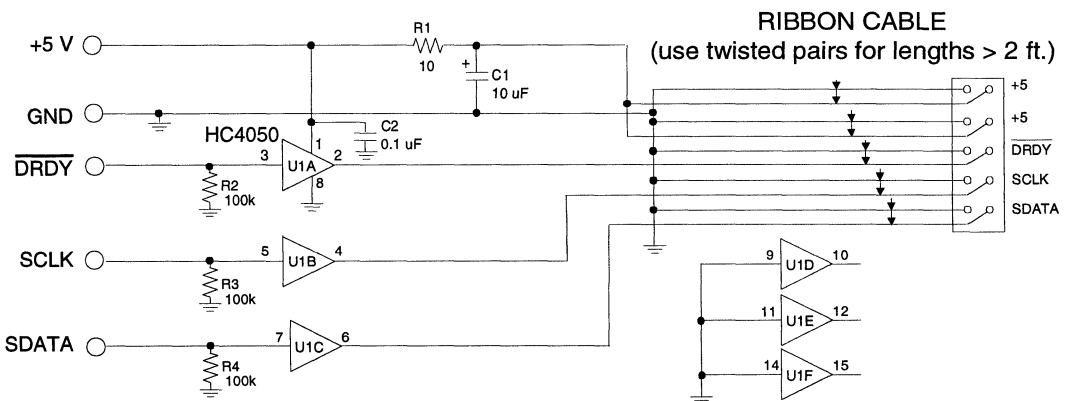 RIBBON CABLE
(use twisted pairs for lengths > 2 ft.)
+5 V
R1
10
+
C1
10 uF
+5
GND
HC4050
C2
0.1 uF
+5
DRDY
3
U1A
1
2
8
R2
100k
DRDY
SCLK
SDATA
SCLK
5
U1B
4
R3
100k
9
U1D
10
11
U1E
12
SDATA
7
U1C
6
R4
100k
14
U1F
15